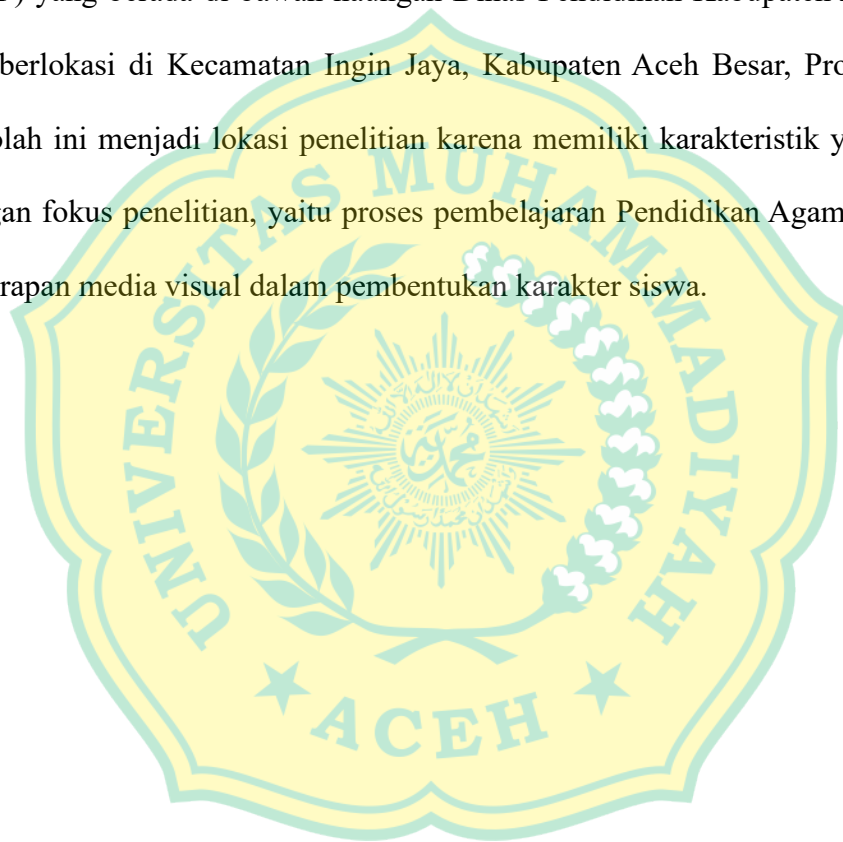 berlokasi di Kecamatan Ingin Jaya, Kabupaten Aceh Besar, Pro
olah ini menjadi lokasi penelitian karena memiliki karakteristik y
gan fokus penelitian, yaitu proses pembelajaran Pendidikan Agam
rapan media visual dalam pembentukan karakter siswa.
UNIVERSITAS MUHAMMADIYAH
ACEH